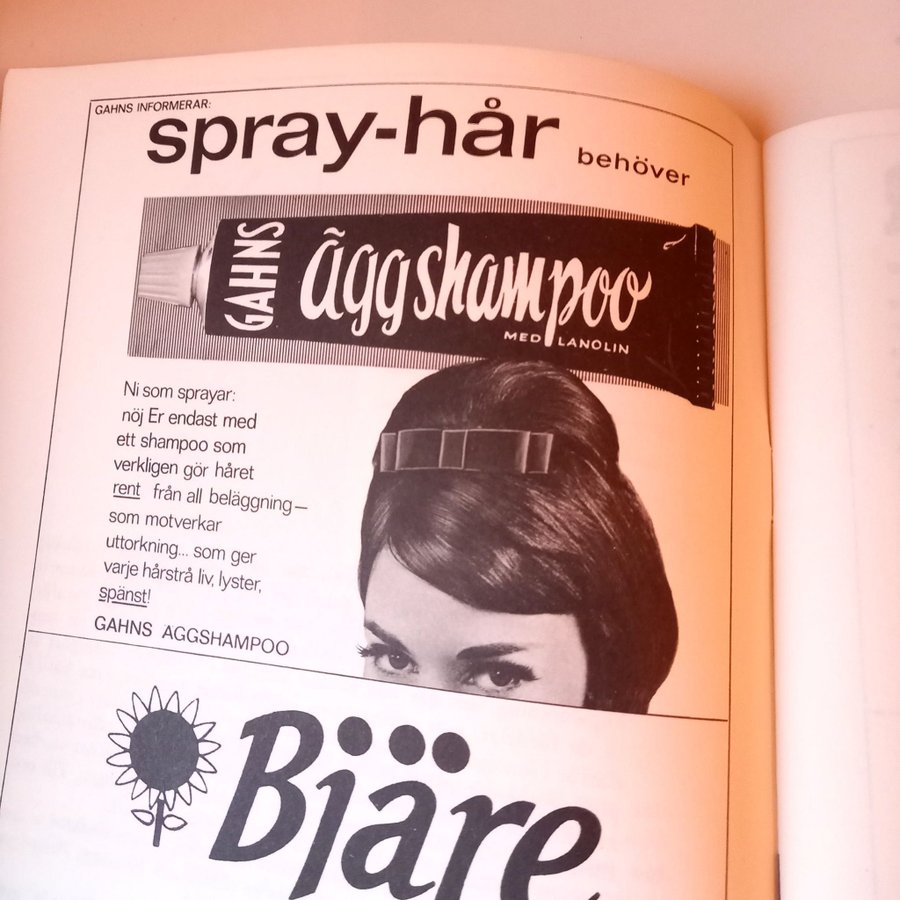 GAHNS INFORMERAR:
spray-hår behöver
GAHNS äggshampoo
MED LANOLIN
Ni som sprayar:
nöj Er endast med
ett shampoo som
verkligen gör håret
rent från all beläggning—
som motverkar
uttorkning... som ger
varje hårstrå liv, lyster,
spänst!
GAHNS AGGSHAMPOO
Bjäre